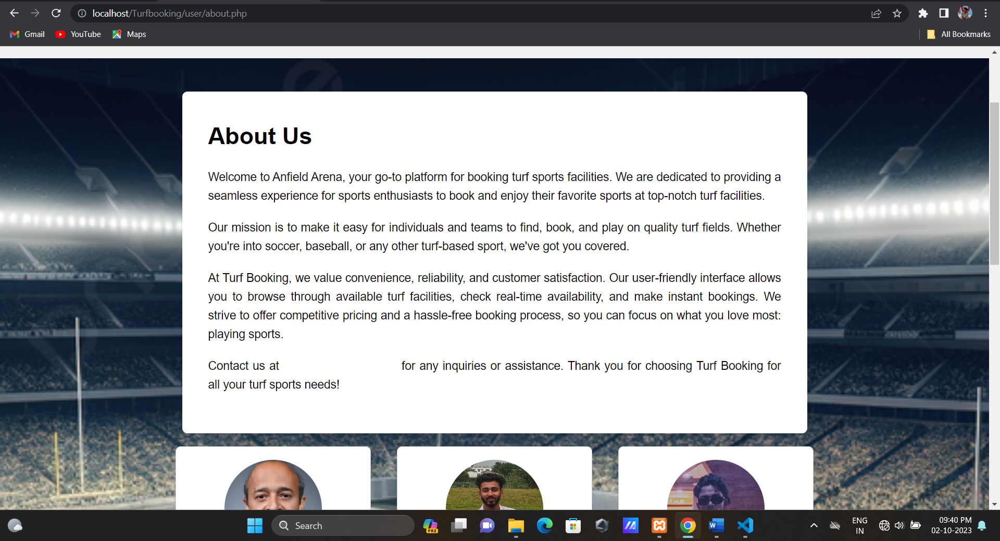 localhost/Turfbooking/user/about.php
Gmail YouTube Maps All Bookmarks
About Us
Welcome to Anfield Arena, your go-to platform for booking turf sports facilities. We are dedicated to providing a
seamless experience for sports enthusiasts to book and enjoy their favorite sports at top-notch turf facilities.
Our mission is to make it easy for individuals and teams to find, book, and play on quality turf fields. Whether
you're into soccer, baseball, or any other turf-based sport, we've got you covered.
At Turf Booking, we value convenience, reliability, and customer satisfaction. Our user-friendly interface allows
you to browse through available turf facilities, check real-time availability, and make instant bookings. We
strive to offer competitive pricing and a hassle-free booking process, so you can focus on what you love most:
playing sports.
Contact us at for any inquiries or assistance. Thank you for choosing Turf Booking for
all your turf sports needs!
Search
PRE
ENG
IN
09:40 PM
02-10-2023